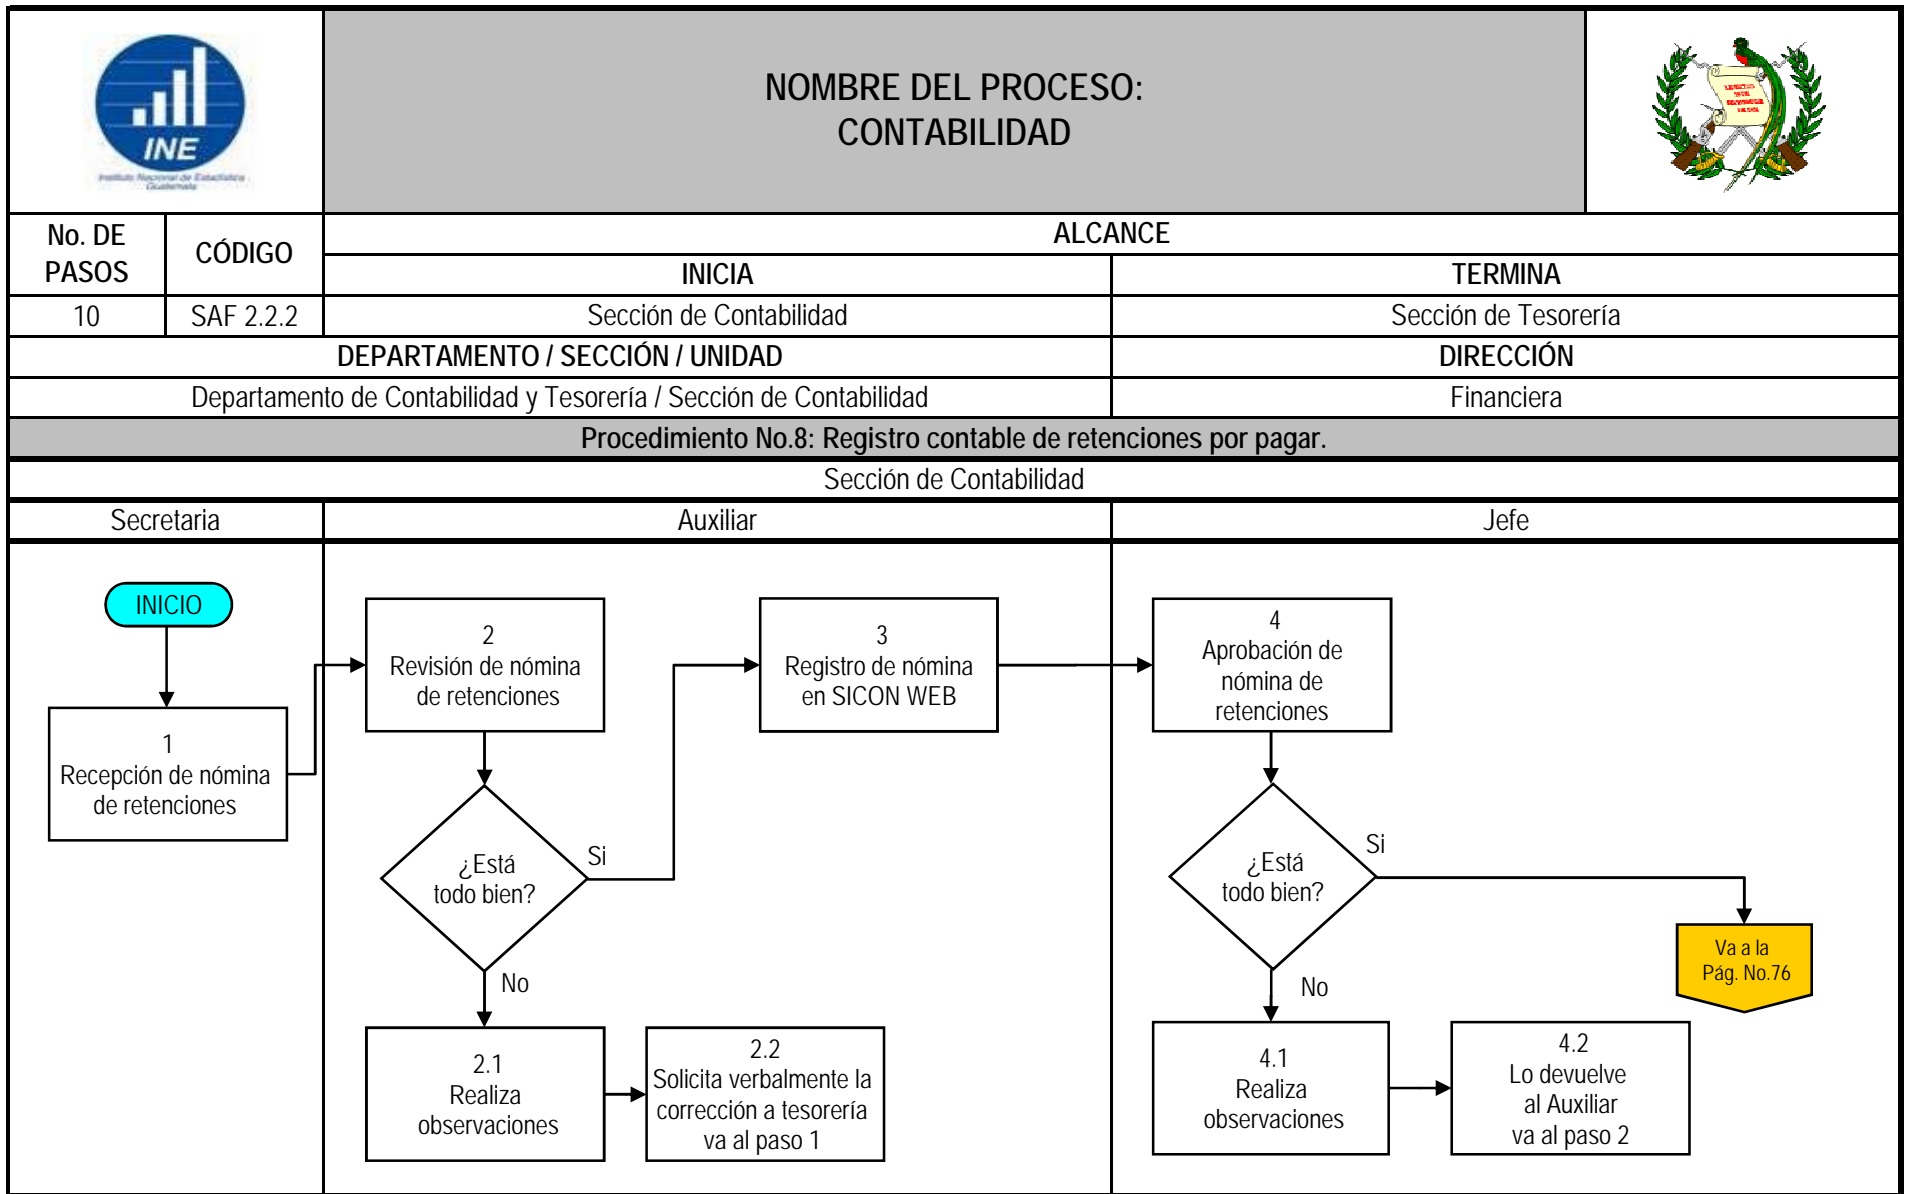 INE
Instituto Nacional de Estadística
Guatemala
NOMBRE DEL PROCESO:
CONTABILIDAD
No. DE
PASOS
CÓDIGO
ALCANCE
INICIA
TERMINA
10
SAF 2.2.2
Sección de Contabilidad
Sección de Tesorería
DEPARTAMENTO / SECCIÓN / UNIDAD
DIRECCIÓN
Departamento de Contabilidad y Tesorería / Sección de Contabilidad
Financiera
Procedimiento No.8: Registro contable de retenciones por pagar.
Sección de Contabilidad
Secretaria
Auxiliar
Jefe
INICIO
1
Recepción de nómina
de retenciones
2
Revisión de nómina
de retenciones
¿Está
todo bien?
Si
No
2.1
Realiza
observaciones
2.2
Solicita verbalmente la
corrección a tesorería
va al paso 1
3
Registro de nómina
en SICON WEB
4
Aprobación de
nómina de
retenciones
¿Está
todo bien?
Si
No
Va a la
Pág. No.76
4.1
Realiza
observaciones
4.2
Lo devuelve
al Auxiliar
va al paso 2